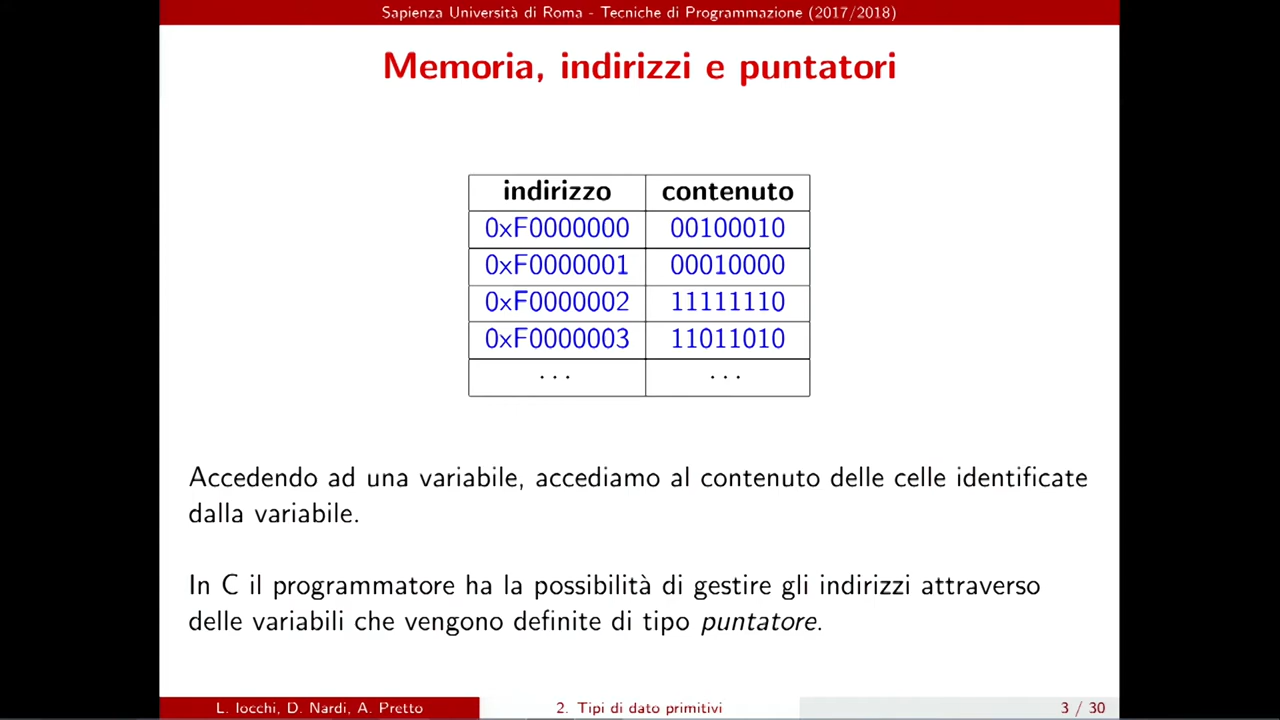 Sapienza Università di Roma - Tecniche di Programmazione (2017/2018)
Memoria, indirizzi e puntatori
indirizzo contenuto
0xF0000000 00100010
0xF0000001 00010000
0xF0000002 11111110
0xF0000003 11011010
... ...
Accedendo ad una variabile, accediamo al contenuto delle celle identificate
dalla variabile.
In C il programmatore ha la possibilità di gestire gli indirizzi attraverso
delle variabili che vengono definite di tipo puntatore.
L. Iocchi, D. Nardi, A. Pretto 2. Tipi di dato primitivi 3 / 30